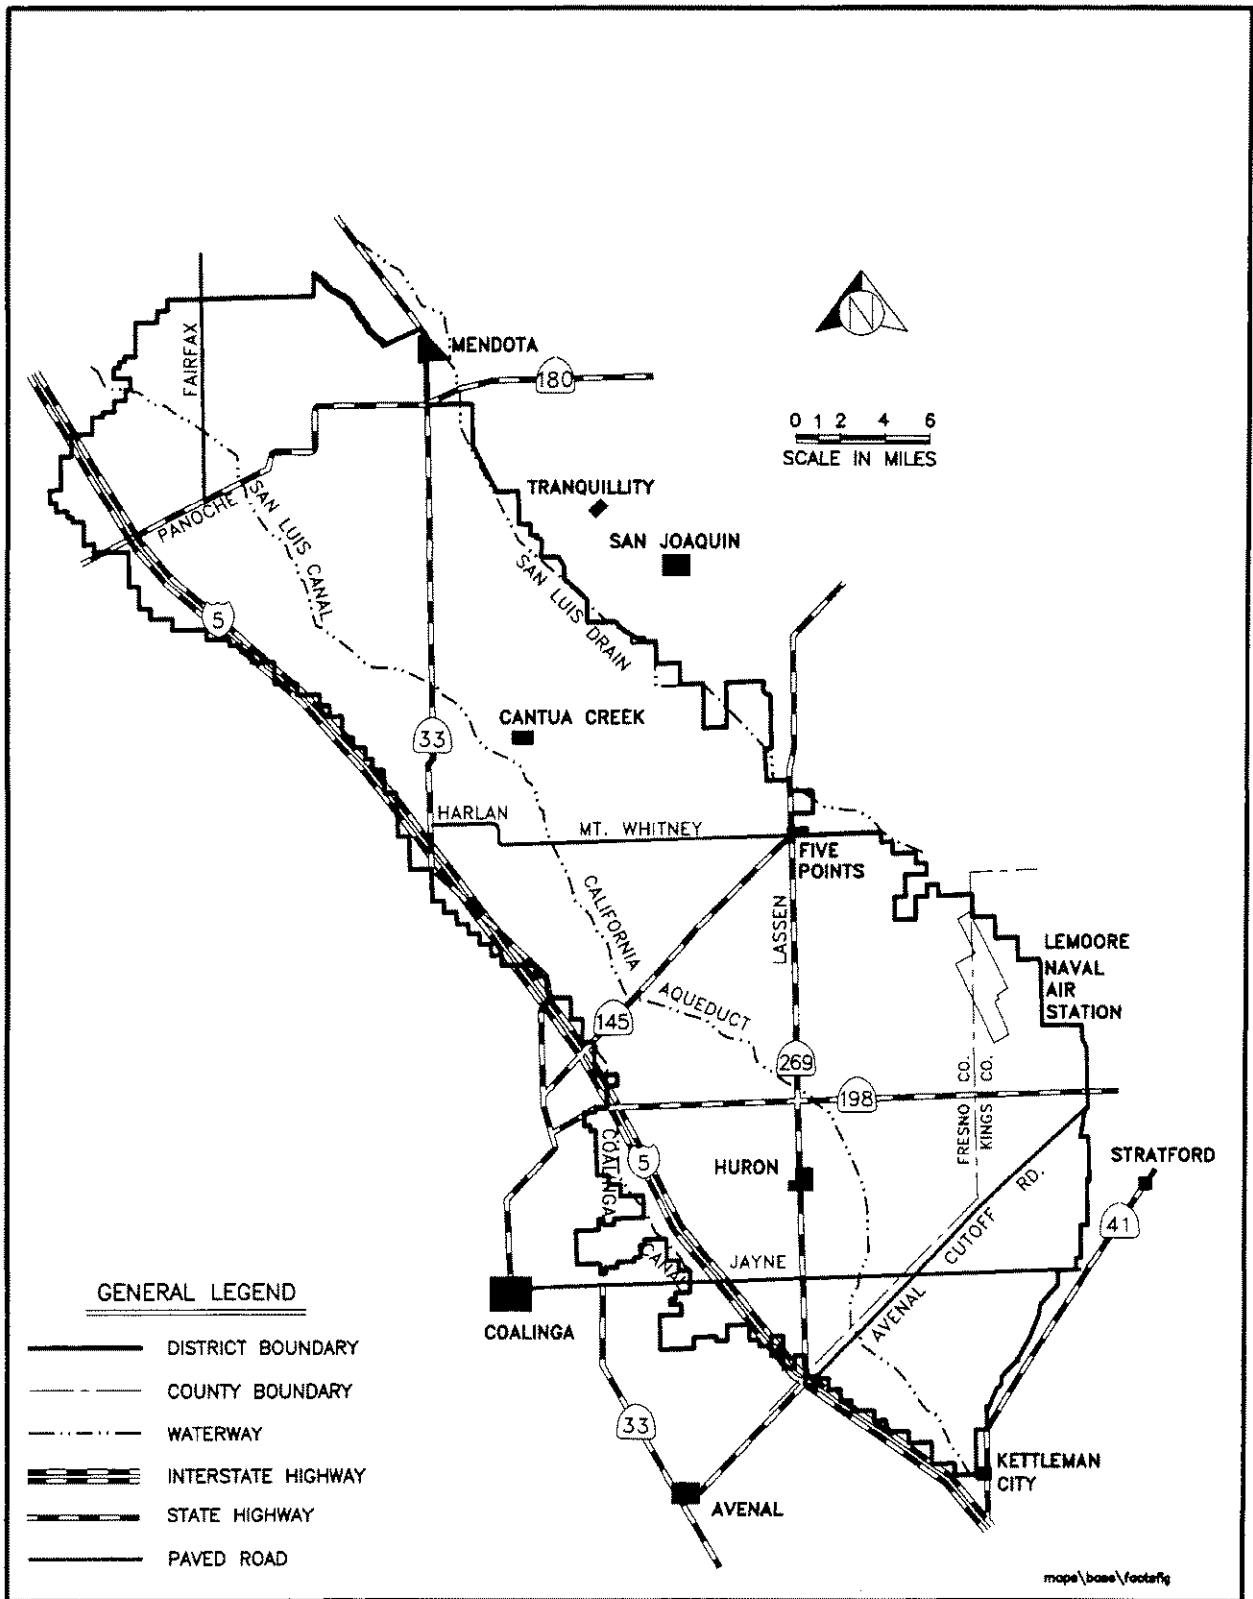 N
MENDOTA
180
FAIRFAX
0 1 2 4 6
SCALE IN MILES
TRANQUILLITY
PANOCHE
SAN LUIS CANAL
SAN JOAQUIN
SAN LUIS DRAIN
5
CANTUA CREEK
33
HARLAN
MT. WHITNEY
FIVE
POINTS
CALIFORNIA
LASSEN
LEMOORE
NAVAL
AIR
STATION
AQUEDUCT
145
269
198
FRESNO CO.
KINGS CO.
COALINGA
5
HURON
STRATFORD
AVENAL CUTOFF RD.
41
CANAL
JAYNE
COALINGA
33
AVENAL
KETTLEMAN
CITY
GENERAL LEGEND
DISTRICT BOUNDARY
COUNTY BOUNDARY
WATERWAY
INTERSTATE HIGHWAY
STATE HIGHWAY
PAVED ROAD